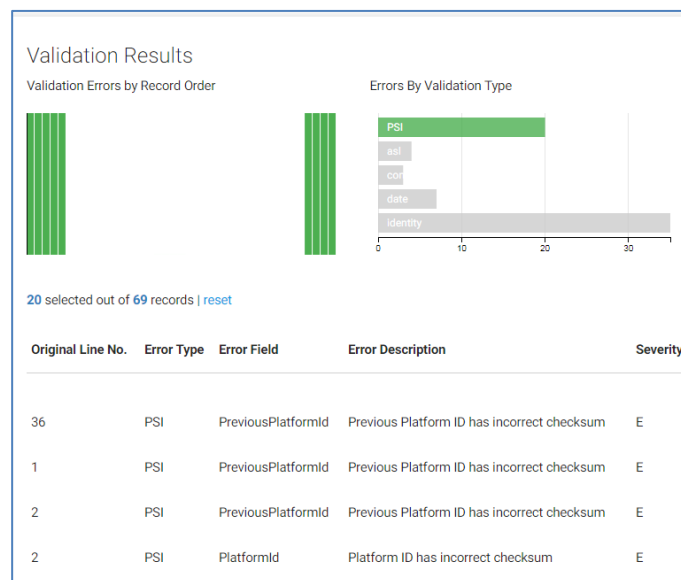 Validation Results
Validation Errors by Record Order
Errors By Validation Type
PSI
asi
cor
date
identity
0 10 20 30
20 selected out of 69 records | reset
Original Line No. Error Type Error Field Error Description Severity
36 PSI PreviousPlatformId Previous Platform ID has incorrect checksum E
1 PSI PreviousPlatformId Previous Platform ID has incorrect checksum E
2 PSI PreviousPlatformId Previous Platform ID has incorrect checksum E
2 PSI PlatformId Platform ID has incorrect checksum E